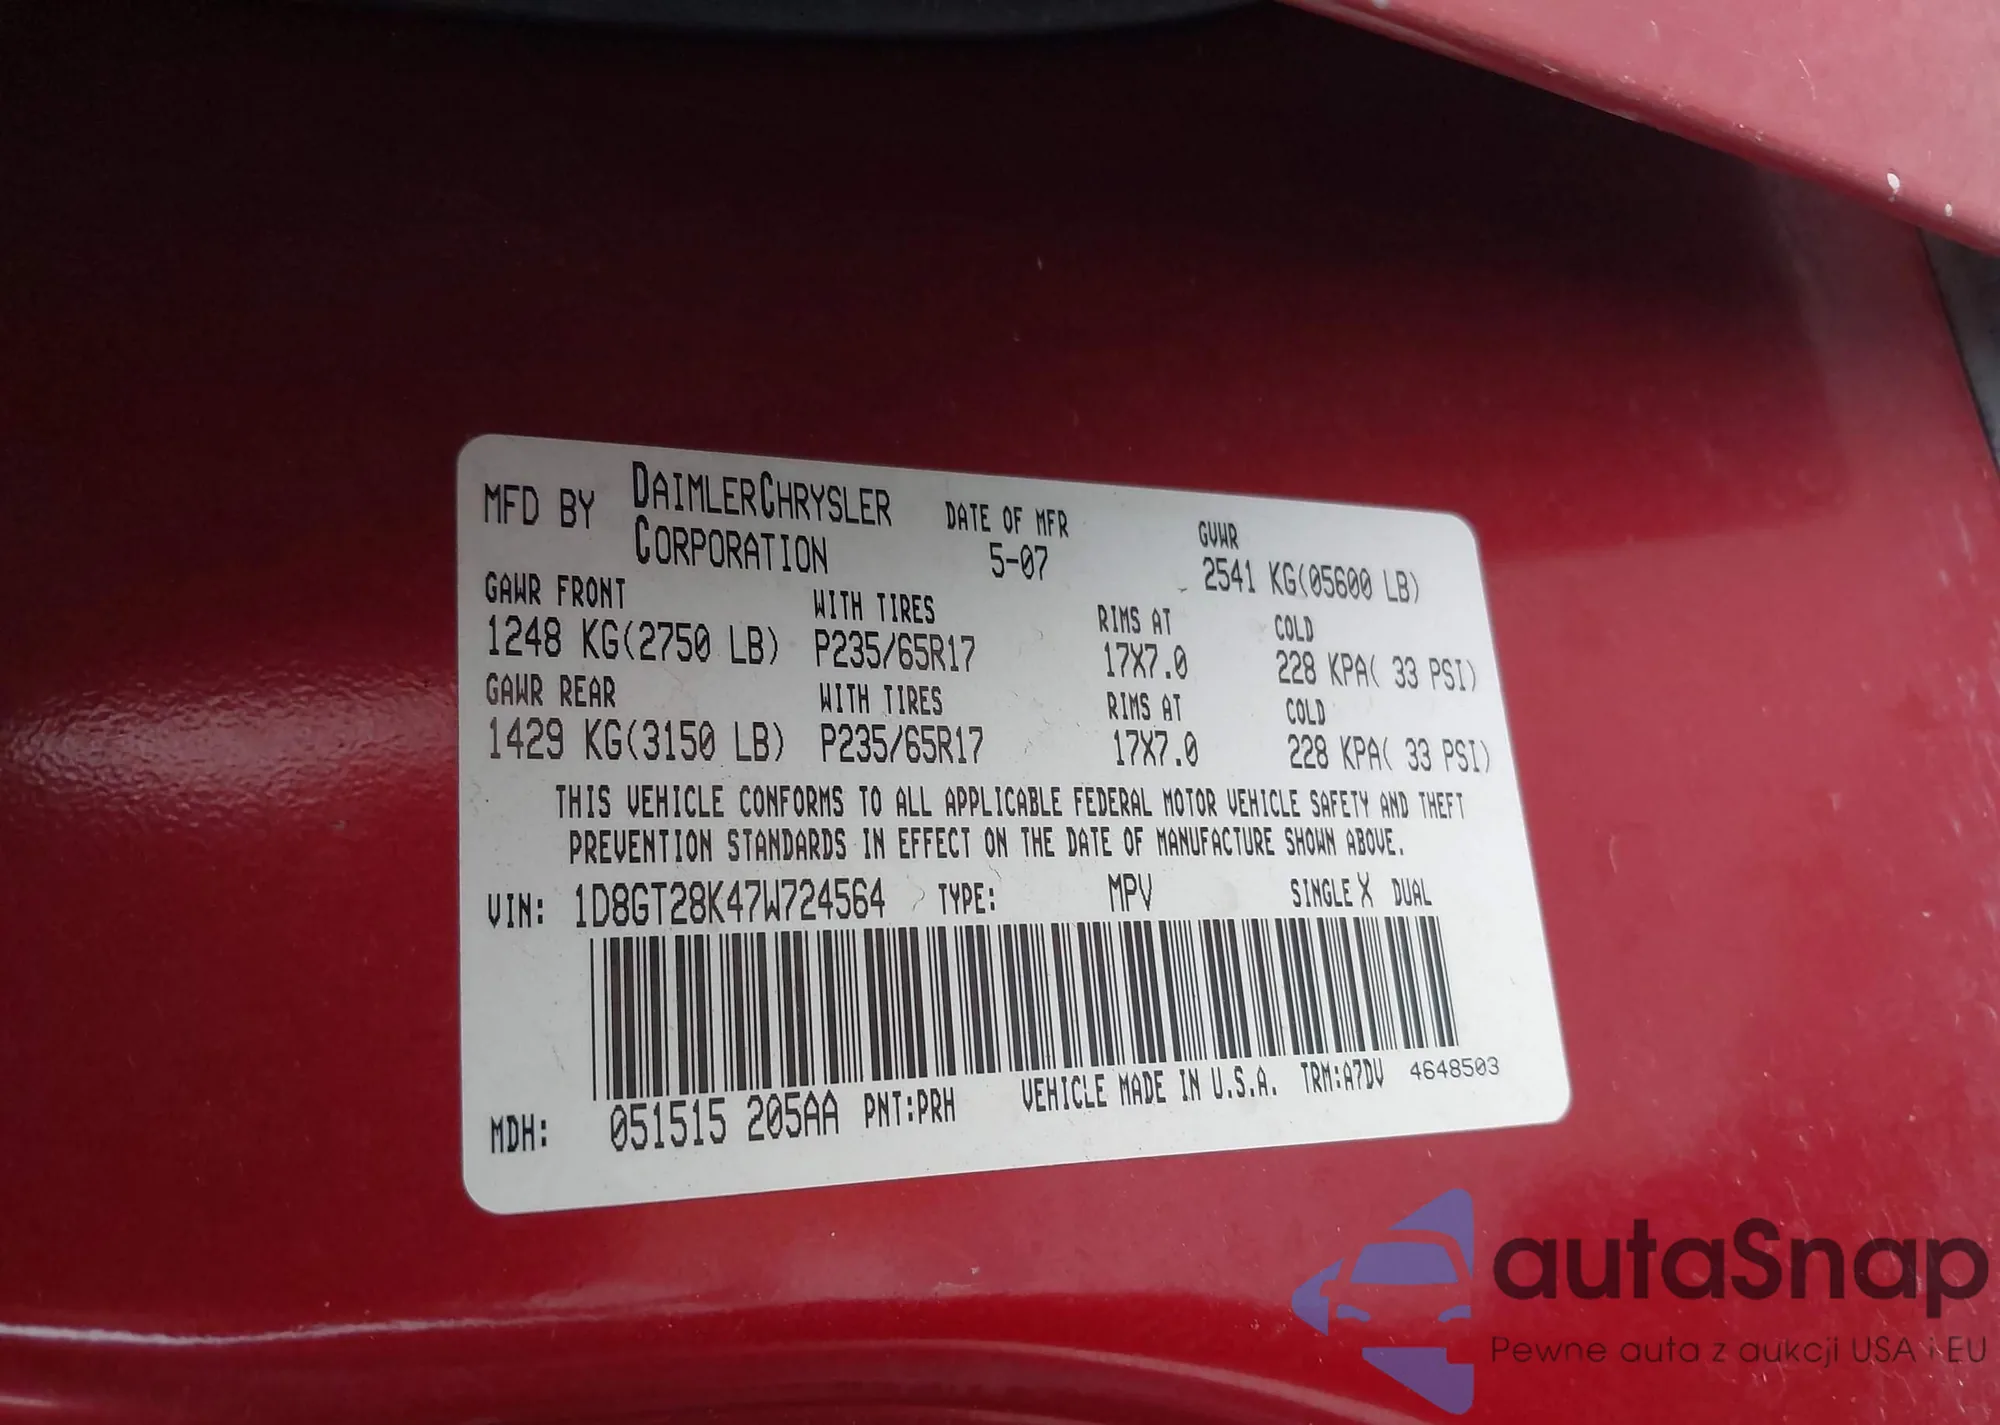 MFD BY DAIMLERCHRYSLER CORPORATION DATE OF MFR 5-07 GVWR 2541 KG(05600 LB)
GAWR FRONT WITH TIRES RIMS AT COLD
1248 KG(2750 LB) P235/65R17 17X7.0 228 KPA( 33 PSI)
GAWR REAR WITH TIRES RIMS AT COLD
1429 KG(3150 LB) P235/65R17 17X7.0 228 KPA( 33 PSI)
THIS VEHICLE CONFORMS TO ALL APPLICABLE FEDERAL MOTOR VEHICLE SAFETY AND THEFT
PREVENTION STANDARDS IN EFFECT ON THE DATE OF MANUFACTURE SHOWN ABOVE.
VIN: 1D8GT28K47W724564 TYPE: MPV SINGLE X DUAL
MDH: 051515 205AA PNT:PRH VEHICLE MADE IN U.S.A. TRM:A7DV 4648503
autaSnap
Pewne auta z aukcji USA i EU